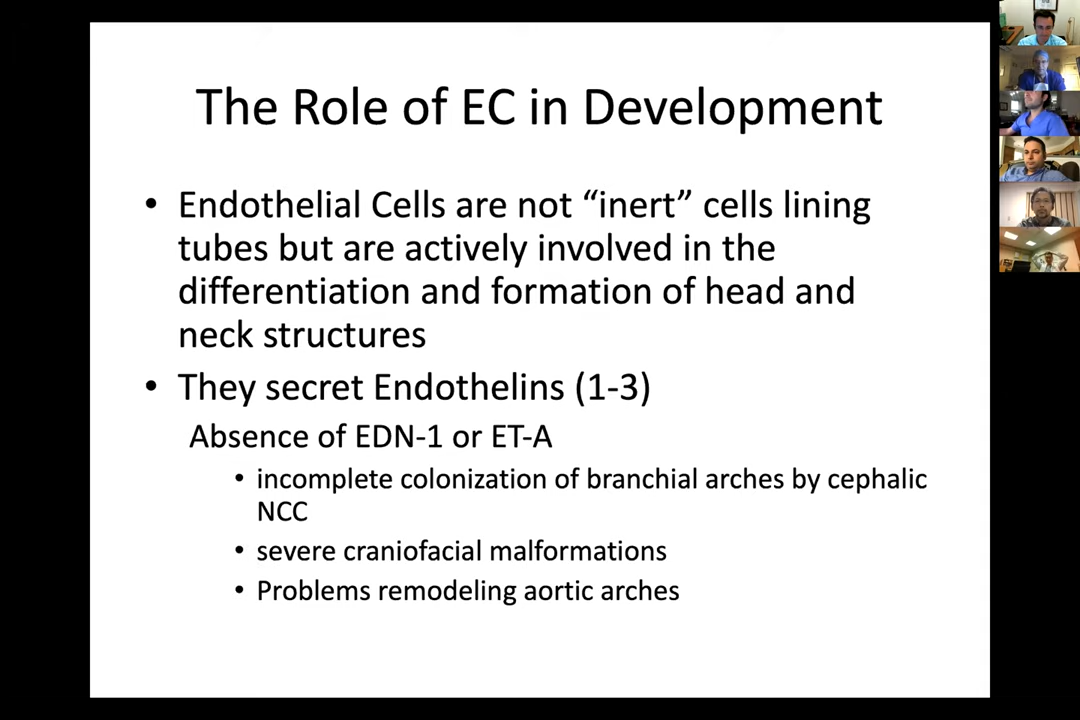 The Role of EC in Development
• Endothelial Cells are not “inert” cells lining
tubes but are actively involved in the
differentiation and formation of head and
neck structures
• They secret Endothelins (1-3)
Absence of EDN-1 or ET-A
• incomplete colonization of branchial arches by cephalic
NCC
• severe craniofacial malformations
• Problems remodeling aortic arches